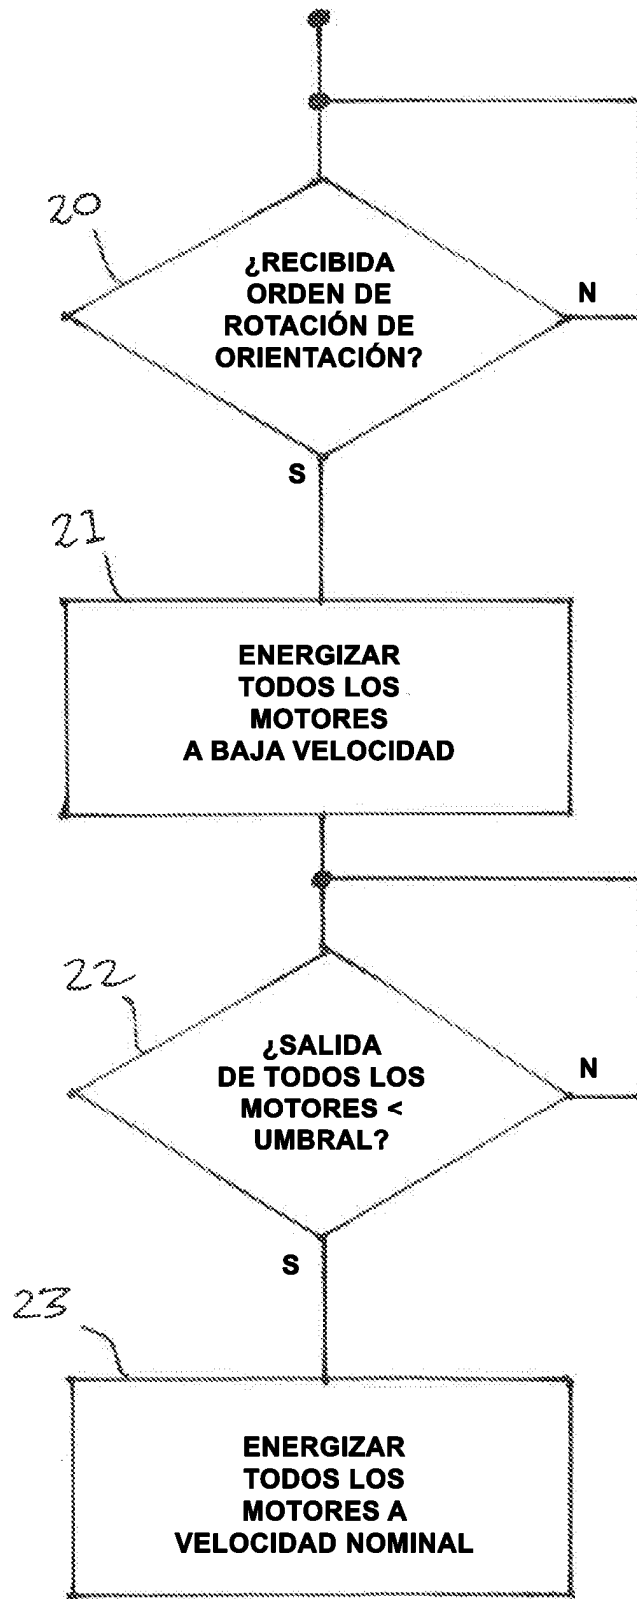 20
¿RECIBIDA
ORDEN DE
ROTACIÓN DE
ORIENTACIÓN?
N
S
21
ENERGIZAR
TODOS LOS
MOTORES
A BAJA VELOCIDAD
22
¿SALIDA
DE TODOS LOS
MOTORES <
UMBRAL?
N
S
23
ENERGIZAR
TODOS LOS
MOTORES A
VELOCIDAD NOMINAL